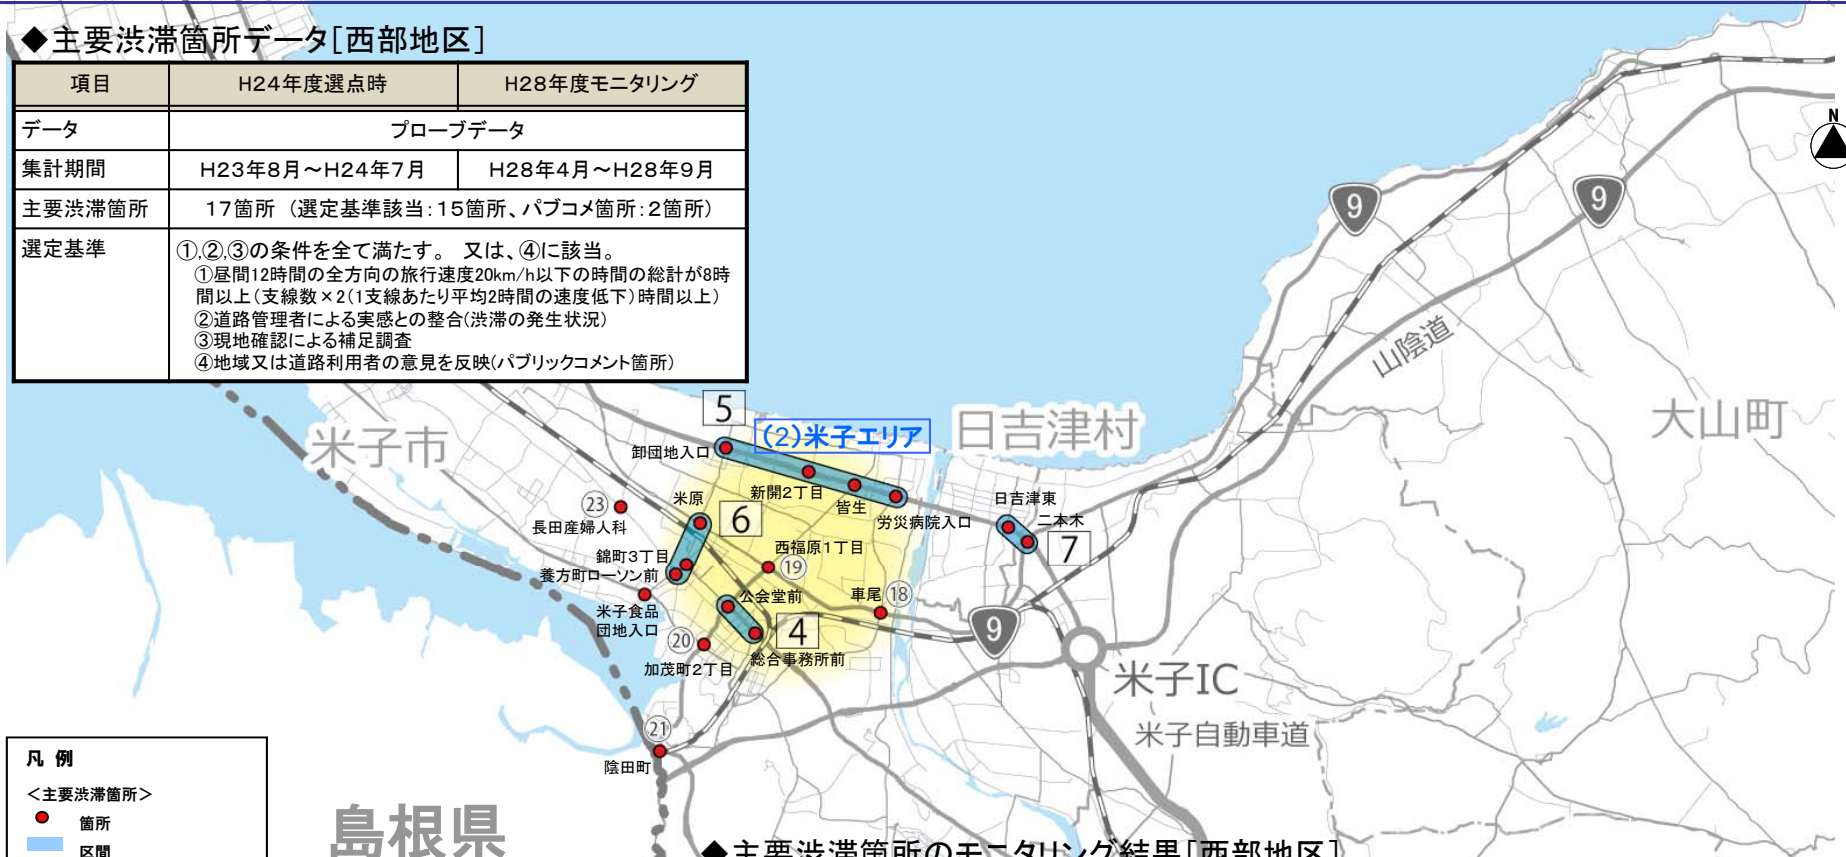 ◆主要渋滞箇所データ[西部地区]
項目 H24年度選点時 H28年度モニタリング
データ プローブデータ
集計期間 H23年8月～H24年7月 H28年4月～H28年9月
主要渋滞箇所 17箇所（選定基準該当：15箇所、パブコメ箇所：2箇所）
選定基準 ①,②,③の条件を全て満たす。 又は、④に該当。
①昼間12時間の全方向の旅行速度20km/h以下の時間の総計が8時
間以上（支線数×2（1支線あたり平均2時間の速度低下）時間以上）
②道路管理者による実感との整合(渋滞の発生状況)
③現地確認による補足調査
④地域又は道路利用者の意見を反映(パブリックコメント箇所)
N
9
9
山陰道
大山町
日吉津村
米子市
5
(2)米子エリア
卸団地入口
新開2丁目
皆生
労災病院入口
日吉津東
二本木
7
㉓
長田産婦人科
米原
6
錦町3丁目
養方町ローソン前
西福原1丁目
⑲
車尾
⑱
公会堂前
米子食品
団地入口
4
総合事務所前
⑳
加茂町2丁目
9
米子IC
米子自動車道
㉑
陰田町
島根県
凡 例
＜主要渋滞箇所＞
箇所
区間
◆主要渋滞箇所のモニタリング結果[西部地区]